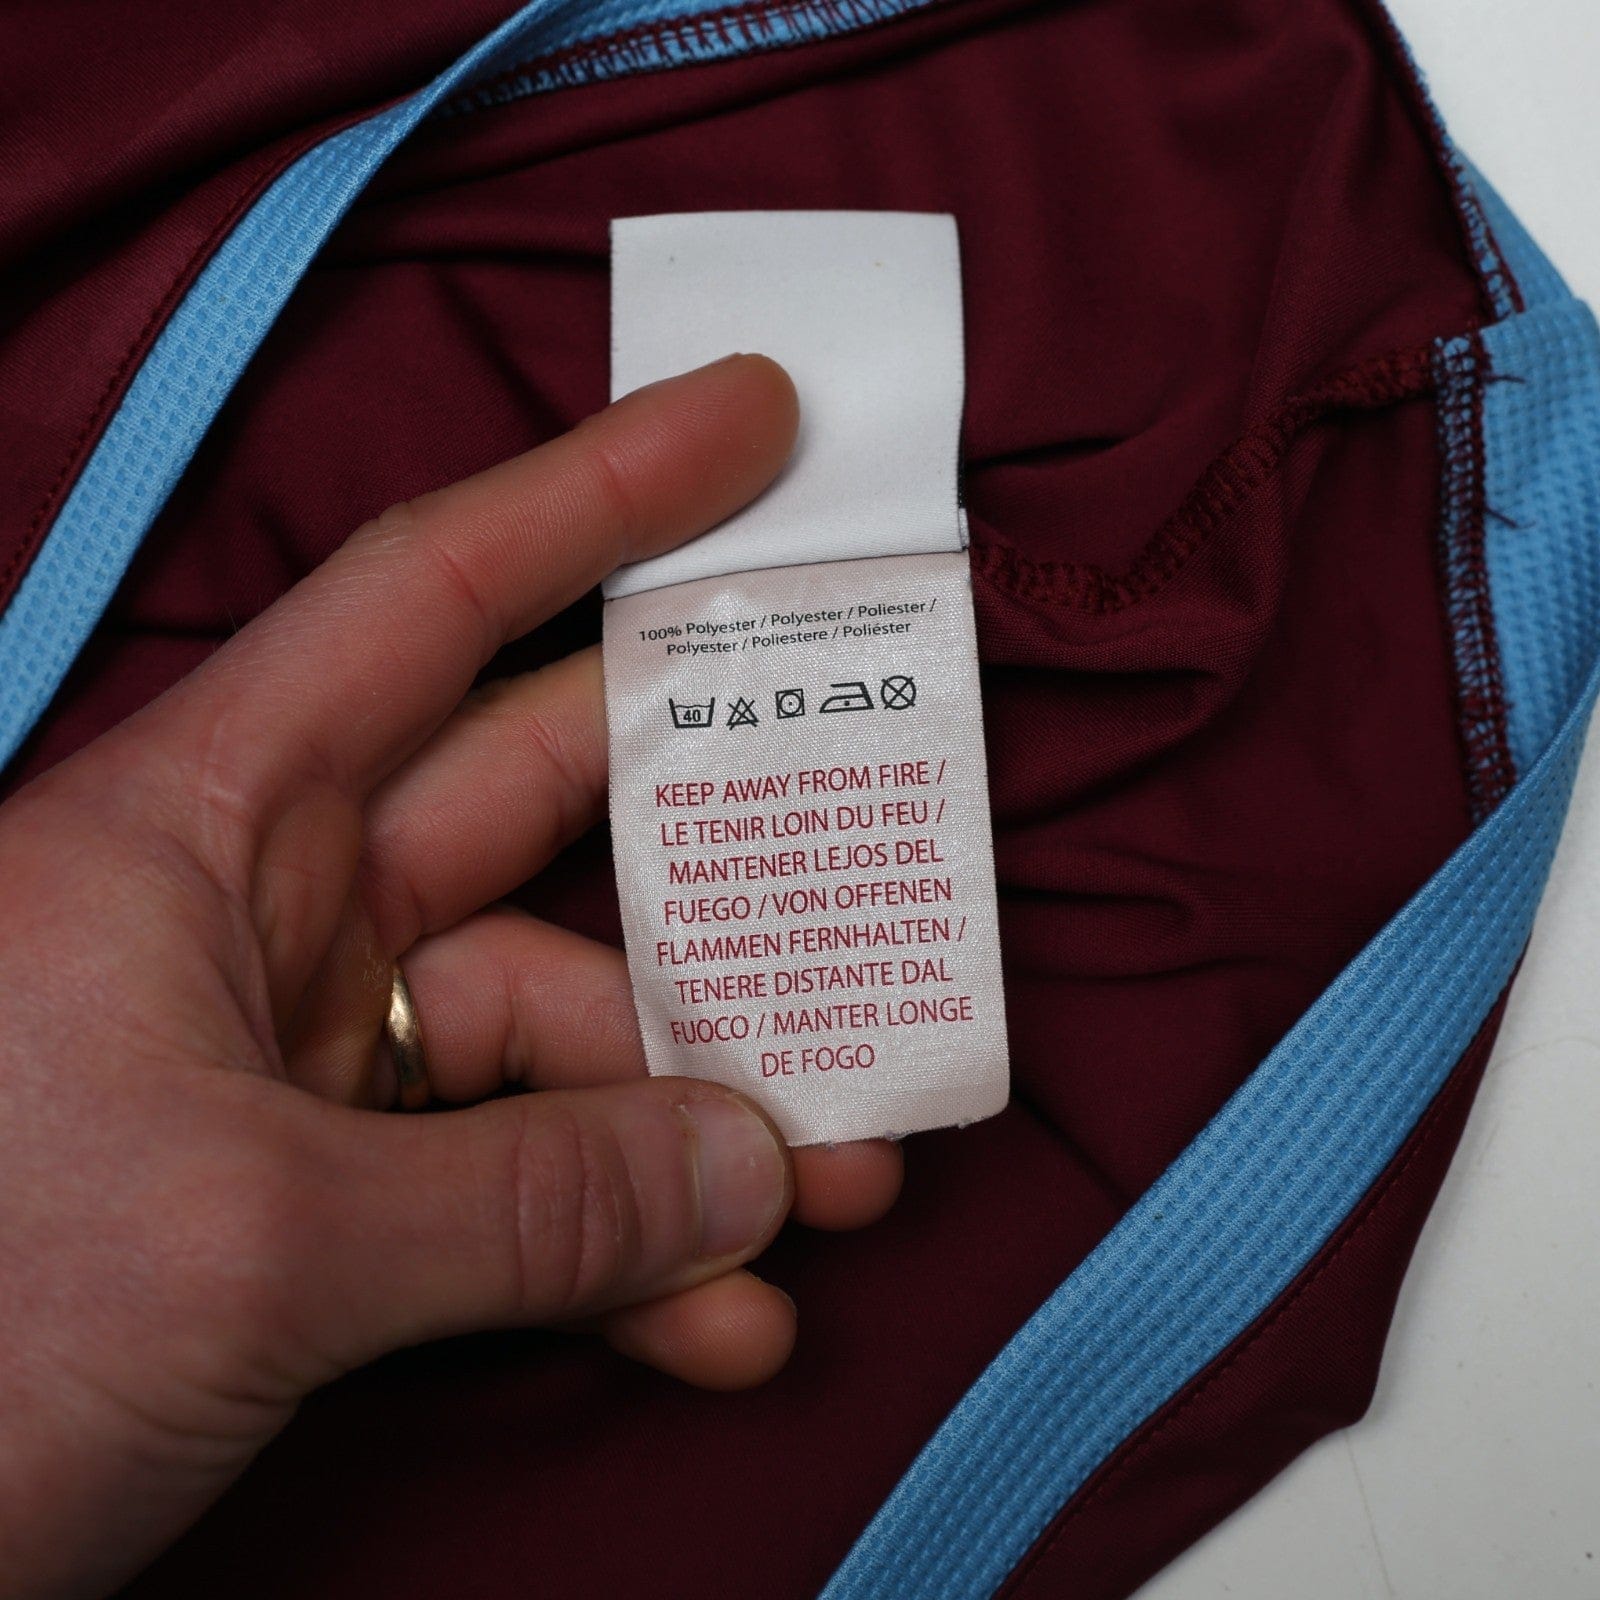 100% Polyester / Polyester / Poliester /
Polyester / Poliestere / Poliéster
40
KEEP AWAY FROM FIRE /
LE TENIR LOIN DU FEU /
MANTENER LEJOS DEL
FUEGO / VON OFFENEN
FLAMMEN FERNHALTEN /
TENERE DISTANTE DAL
FUOCO / MANTER LONGE
DE FOGO